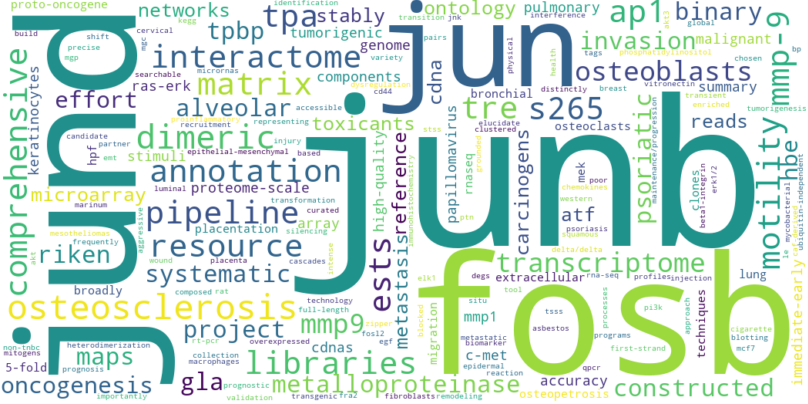 proto-oncogene
networks
kegg
tpa
stably
tpbp
tumorigenic
jun
transition
jnk
ontology
identification
pulmonary
interference
ap1
binary
global
akt3
bp
build
shift
cervical
mgc
precise
mgp
searchable
micrornas
interactome
genome
pairs
physical
invasion
malignant
health
mmp-9
comprehensive
keratinocytes
jund
effort
ras-erk
matrix
components
variety
dysregulation
cd44
cdna
osteoblasts
phosphatidylinositol
chosen
tags
vitronectin
breast
alveolar
accessible
toxicants
tre
s265
bronchial
distinctly
summary
transient
enriched
tumorigenesis
candidate
recruitment
partner
representing
hpf
emt
dimeric
stimuli
injury
epithelial-mesenchymal
based
annotation
microarray
proteome-scale
luminal
transformation
pipeline
placentation
curated
array
silencing
riken
marinum
mesotheliomas
frequently
akt
aggressive
resource
placenta
cascades
wound
intense
broadly
systematic
composed
rat
high-quality
reference
immunohistochemistry
stss
ests
metastasis
junb
papillomavirus
rnaseq
clustered
elucidate
osteoclasts
carcinogens
grounded
mek
poor
atf
chemokines
western
psoriasis
squamous
ptn
delta/delta
psoriatic
maintenance/progression
reads
clones
beta1-integrin
erk1/2
motility
hbe
le
mycobacterial
ubiquitin-independent
osteosclerosis
project
technology
full-length
zipper
elk1
degs
transcriptome
extracellular
rna-seq
profiles
injection
lung
non-tnbc
mitogens
heterodimerization
maps
prognosis
5-fold
oncogenesis
importantly
rt-pcr
overexpressed
fosl2
mmp9
cdnas
egf
collection
macrophages
libraries
gla
prognostic
validation
transgenic
fra2
fibroblasts
remodeling
metalloproteinase
blocked
migration
situ
tool
mmp1
metastatic
biomarker
c-met
epidermal
reaction
fosb
tsss
asbestos
pi3k
processes
programs
first-strand
approach
techniques
cigarette
blotting
mcf7
immediate-early
qpcr
accuracy
osteopetrosis
constructed